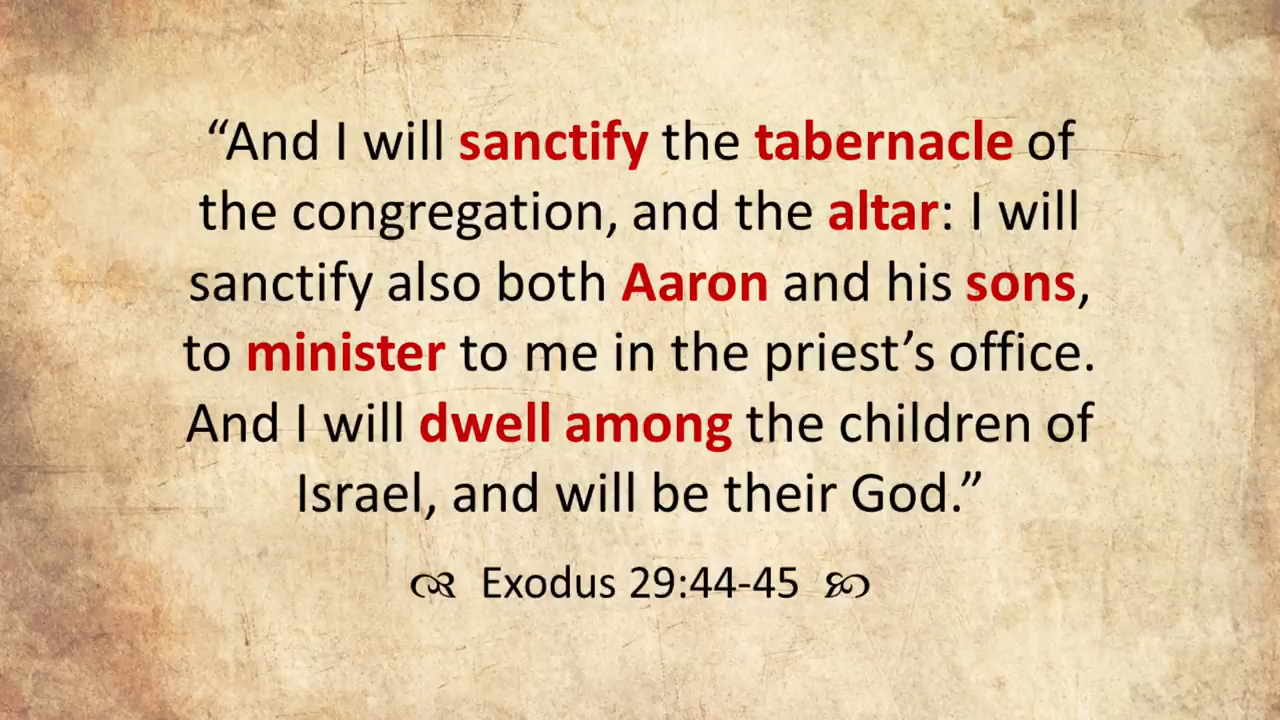 “And I will sanctify the tabernacle of
the congregation, and the altar: I will
sanctify also both Aaron and his sons,
to minister to me in the priest’s office.
And I will dwell among the children of
Israel, and will be their God.”
Exodus 29:44-45